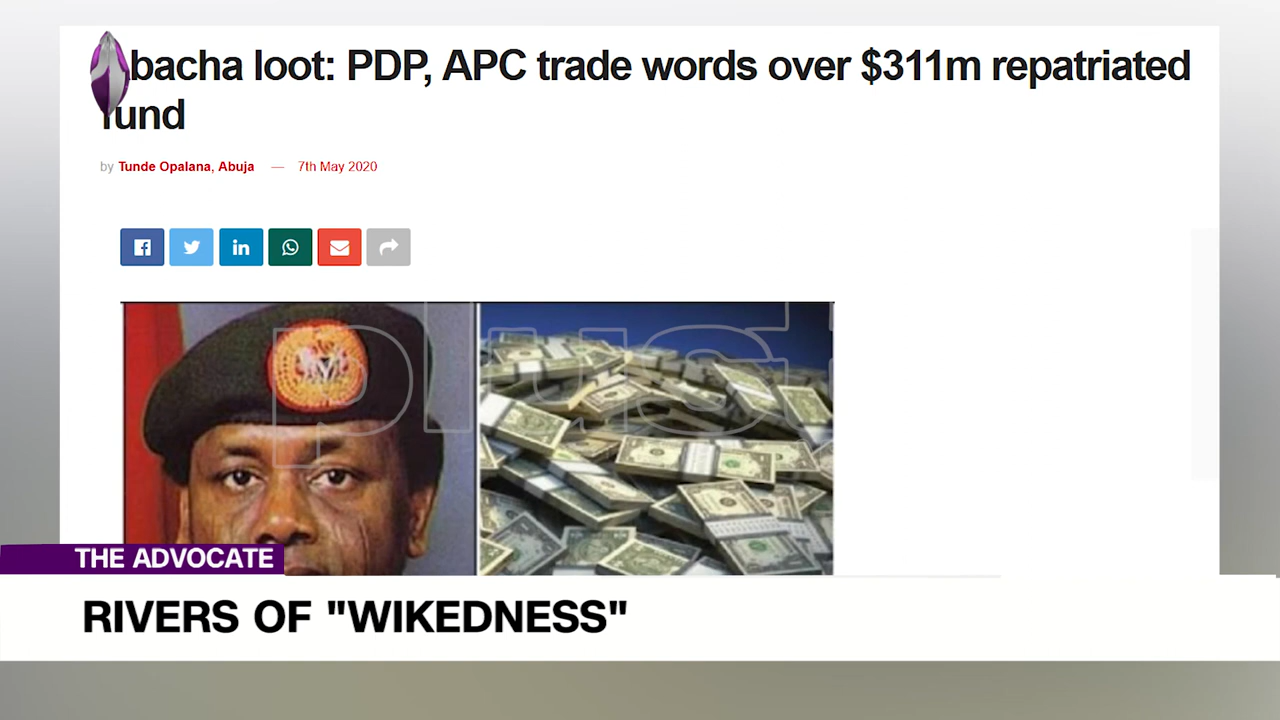 bacha loot: PDP, APC trade words over $311m repatriated
fund
by Tunde Opalana, Abuja — 7th May 2020
plust
THE ADVOCATE
RIVERS OF "WIKEDNESS"